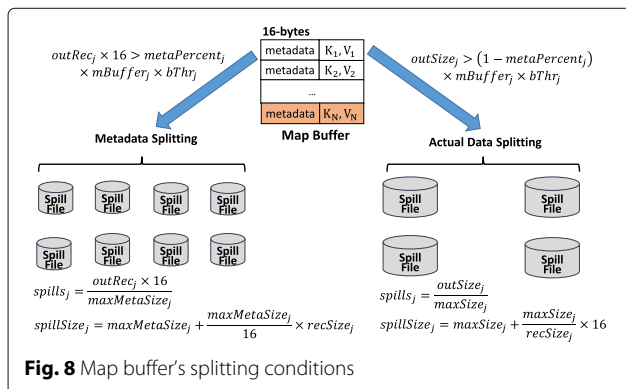 16-bytes
outRec_j × 16 > metaPercent_j
× mBuffer_j × bThr_j
metadata K_1, V_1
metadata K_2, V_2
...
metadata K_N, V_N
Map Buffer
outSize_j > (1 − metaPercent_j)
× mBuffer_j × bThr_j
Metadata Splitting
Spill File
Spill File
Spill File
Spill File
Spill File
Spill File
Spill File
Spill File
spills_j = outRec_j × 16 / maxMetaSize_j
spillSize_j = maxMetaSize_j + maxMetaSize_j / 16 × recSize_j
Actual Data Splitting
Spill File
Spill File
Spill File
Spill File
spills_j = outSize_j / maxSize_j
spillSize_j = maxSize_j + maxSize_j / recSize_j × 16
Fig. 8 Map buffer's splitting conditions